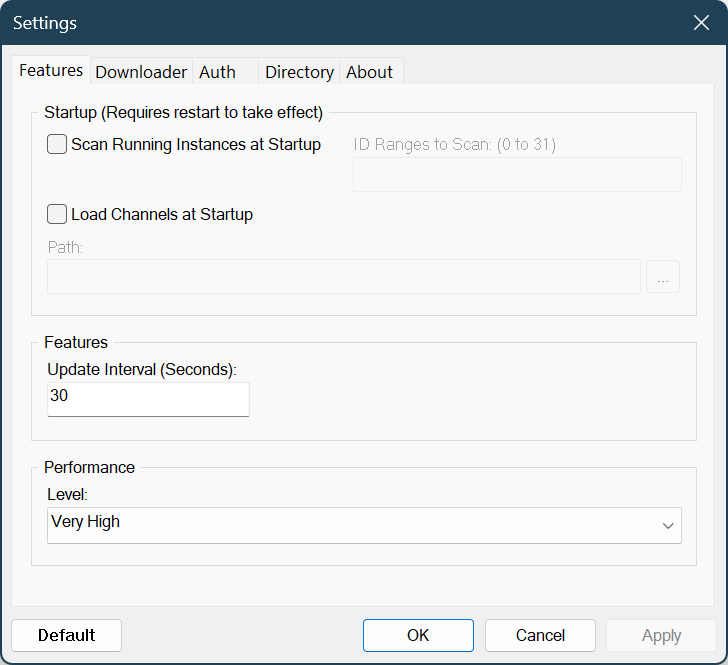 Settings
Features Downloader Auth Directory About
Startup (Requires restart to take effect)
Scan Running Instances at Startup ID Ranges to Scan: (0 to 31)
Load Channels at Startup
Path:
...
Features
Update Interval (Seconds):
30
Performance
Level:
Very High
Default OK Cancel Apply